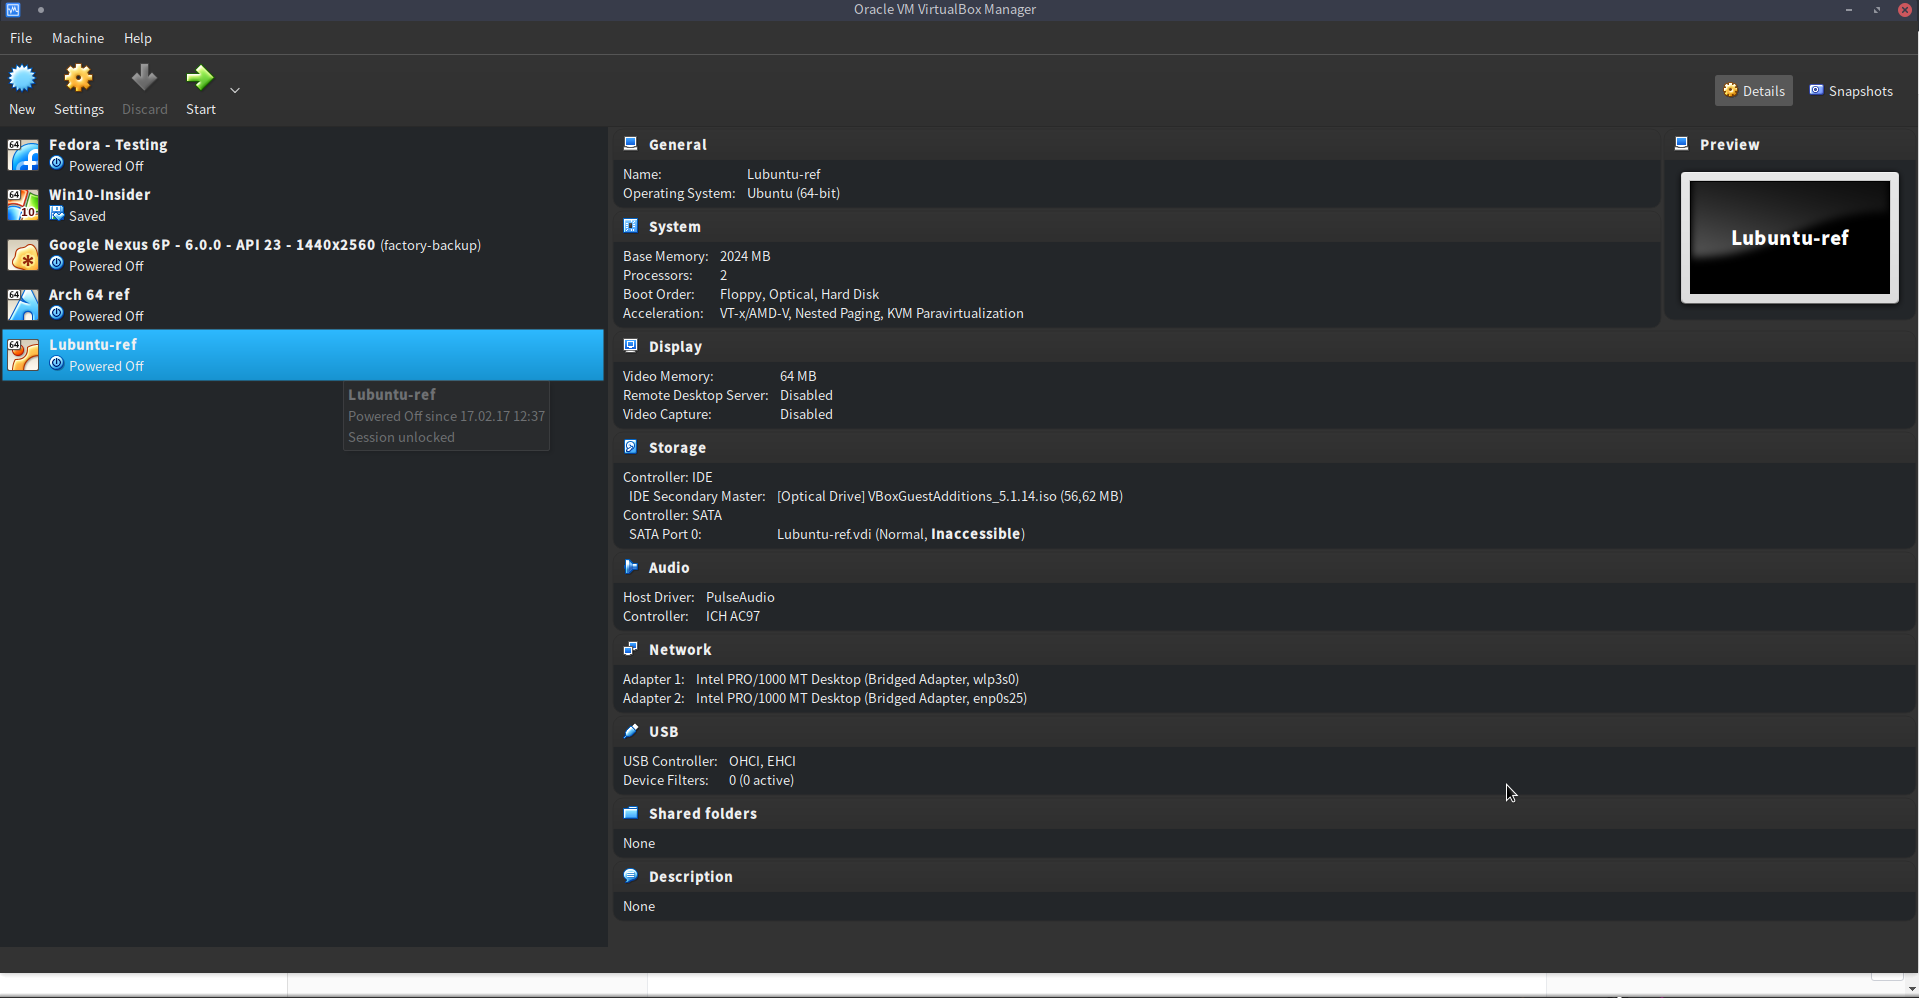 Oracle VM VirtualBox Manager
File Machine Help
New Settings Discard Start
Details Snapshots
64
Fedora - Testing
Powered Off
64
10
Win10-Insider
Saved
Google Nexus 6P - 6.0.0 - API 23 - 1440x2560 (factory-backup)
Powered Off
64
Arch 64 ref
Powered Off
64
Lubuntu-ref
Powered Off
Lubuntu-ref
Powered Off since 17.02.17 12:37
Session unlocked
General
Name: Lubuntu-ref
Operating System: Ubuntu (64-bit)
Preview
Lubuntu-ref
System
Base Memory: 2024 MB
Processors: 2
Boot Order: Floppy, Optical, Hard Disk
Acceleration: VT-x/AMD-V, Nested Paging, KVM Paravirtualization
Display
Video Memory: 64 MB
Remote Desktop Server: Disabled
Video Capture: Disabled
Storage
Controller: IDE
IDE Secondary Master: [Optical Drive] VBoxGuestAdditions_5.1.14.iso (56,62 MB)
Controller: SATA
SATA Port 0: Lubuntu-ref.vdi (Normal, Inaccessible)
Audio
Host Driver: PulseAudio
Controller: ICH AC97
Network
Adapter 1: Intel PRO/1000 MT Desktop (Bridged Adapter, wlp3s0)
Adapter 2: Intel PRO/1000 MT Desktop (Bridged Adapter, enp0s25)
USB
USB Controller: OHCI, EHCI
Device Filters: 0 (0 active)
Shared folders
None
Description
None